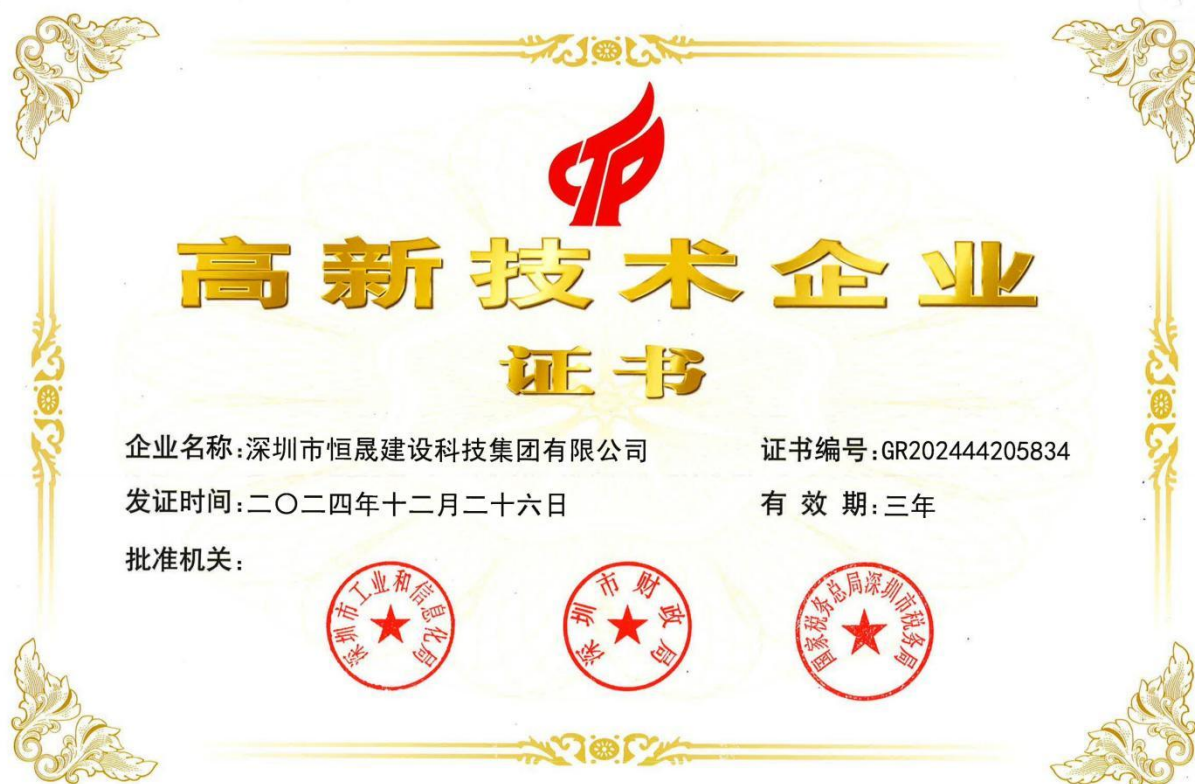 CTP
高新技术企业
证书
企业名称:深圳市恒晟建设科技集团有限公司 证书编号:GR202444205834
发证时间:二〇二四年十二月二十六日 有 效 期:三年
批准机关:
深圳市工业和信息化局 深圳市财政局 国家税务总局深圳市税务局